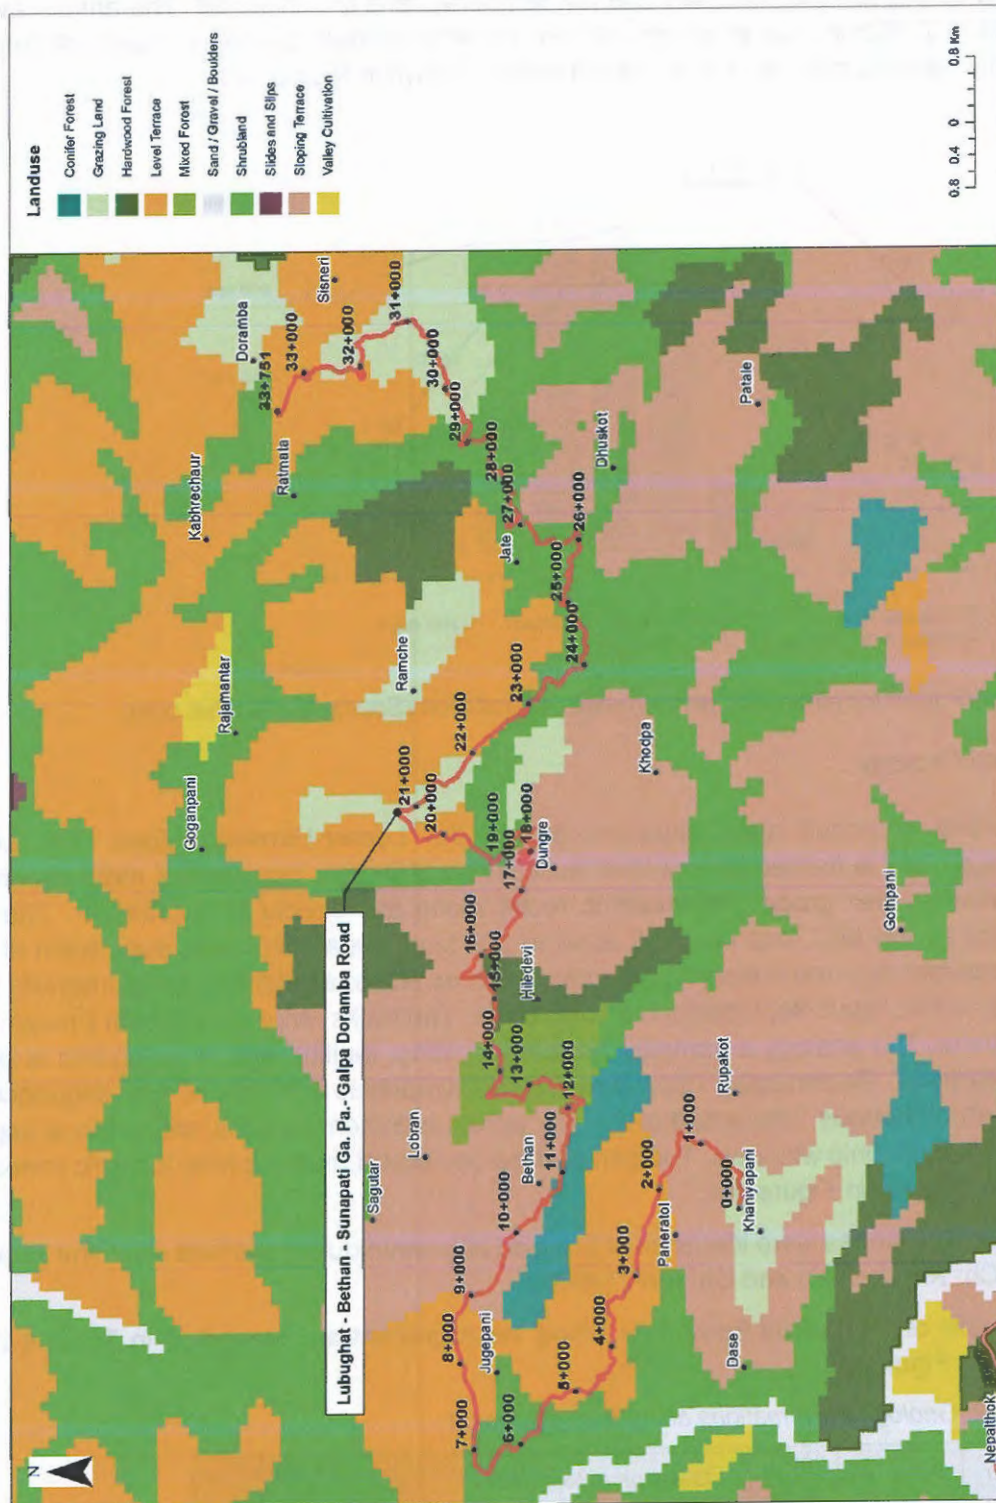 Landuse
Conifer Forest
Grazing Land
Hardwood Forest
Level Terrace
Mixed Forest
Sand / Gravel / Boulders
Shrubland
Slides and Slips
Sloping Terrace
Valley Cultivation
0.8 0.4 0 0.8 Km
N
Lubughat - Bethan - Sunapati Ga. Pa.- Galpa Doramba Road
Goganpani
Rajamantar
Kabhrechaur
Ratmata
Doramba
Sisneri
33+751
33+000
32+000
31+000
30+000
29+000
28+000
27+000
26+000
25+000
24+000
23+000
22+000
21+000
20+000
19+000
18+000
17+000
16+000
15+000
14+000
13+000
12+000
11+000
10+000
9+000
8+000
7+000
6+000
5+000
4+000
3+000
2+000
1+000
0+000
Ramche
Jate
Dhuskot
Patale
Khodpa
Dungre
Hiledevi
Gothpani
Lobran
Sagutar
Bethan
Jugepani
Rupakot
Paneratol
Khaniyapani
Dase
Nepalthok